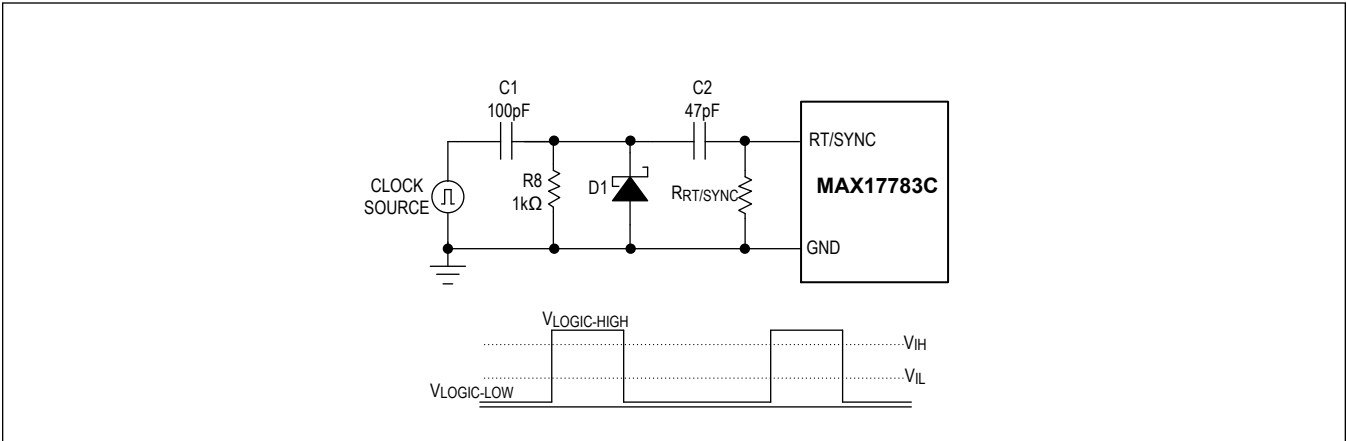 C1
100pF
C2
47pF
RT/SYNC
MAX17783C
CLOCK
SOURCE
R8
1kΩ
D1
RRT/SYNC
GND
VLOGIC-HIGH
VIH
VIL
VLOGIC-LOW